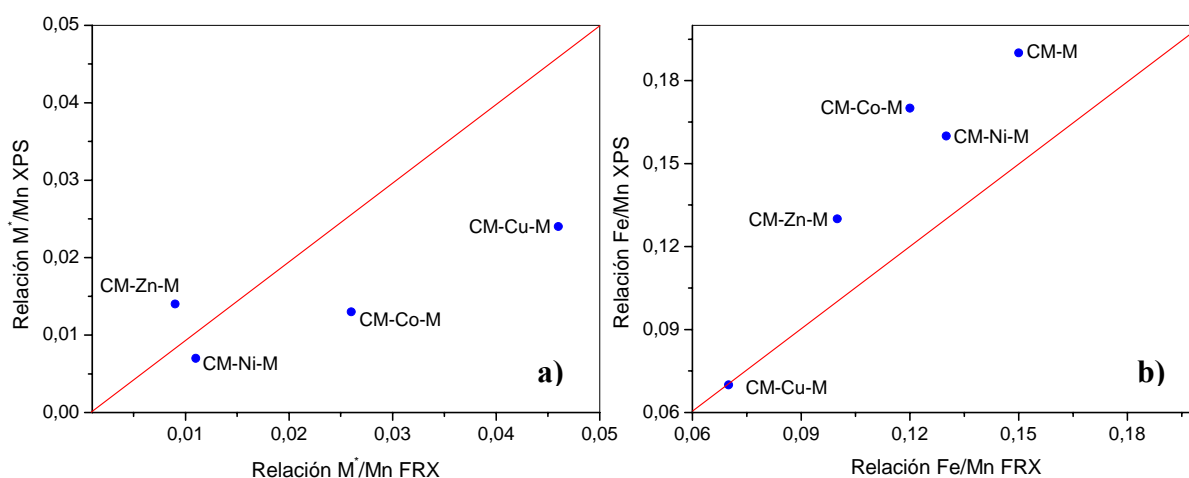 0,05
0,04
0,03
0,02
0,01
0,00
Relación M*/Mn XPS
CM-Cu-M
CM-Zn-M
CM-Co-M
CM-Ni-M
a)
0,01
0,02
0,03
0,04
0,05
Relación M*/Mn FRX
0,18
0,15
0,12
0,09
0,06
Relación Fe/Mn XPS
CM-M
CM-Co-M
CM-Ni-M
CM-Zn-M
CM-Cu-M
b)
0,06
0,09
0,12
0,15
0,18
Relación Fe/Mn FRX